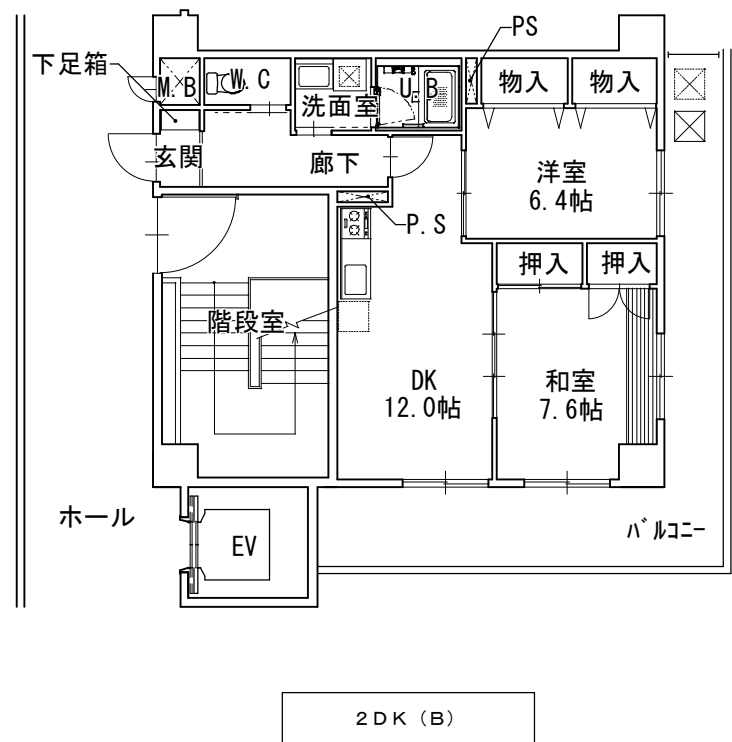 PS
下足箱
M.B
W.C
洗面室
U.B
物入
物入
玄関
廊下
洋室
6.4帖
P.S
押入
押入
階段室
DK
12.0帖
和室
7.6帖
ホール
EV
バルコニー
2DK(B)